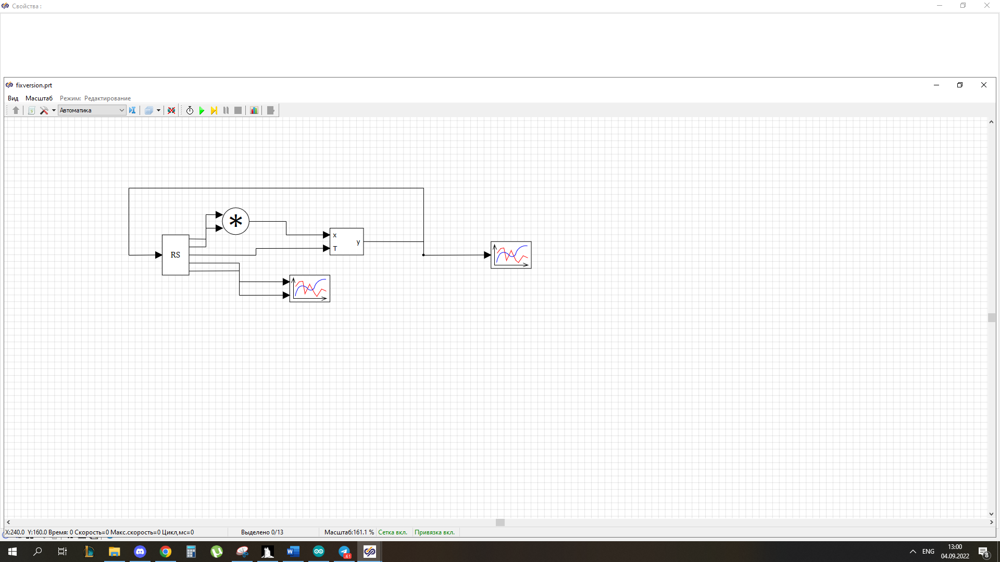 Свойства :
fixversion.prt
Вид Масштаб Режим: Редактирование
Автоматика
*
x
y
RS
T
X:240.0 Y:160.0 Время: 0 Скорость=0 Макс.скорость=0 Цикл,мс=0 Выделено 0/13 Масштаб:161.1 % Сетка вкл. Привязка вкл.
W
.61
ENG
13:00
04.09.2022
8